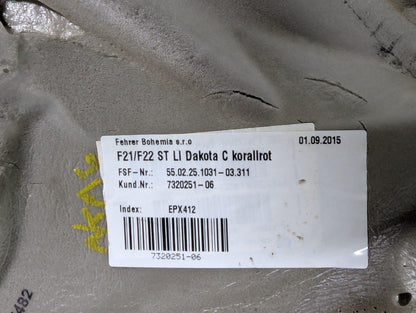 Fehrer Bohemia s.r.o 01.09.2015
F21/F22 ST LI Dakota C korallrot
FSF-Nr.: 55.02.25.1031-03.311
Kund.Nr.: 7320251-06
Index: EPX412
7320251-06
482